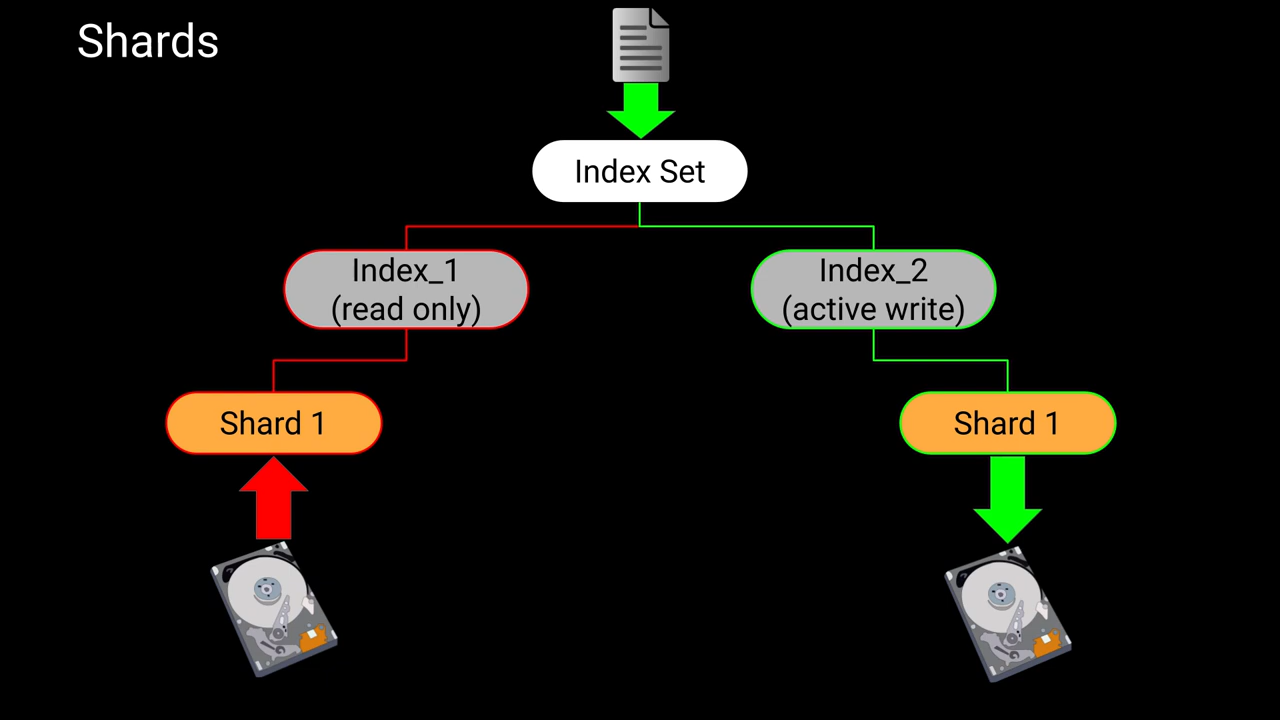 Shards
Index Set
Index_1
(read only)
Index_2
(active write)
Shard 1
Shard 1